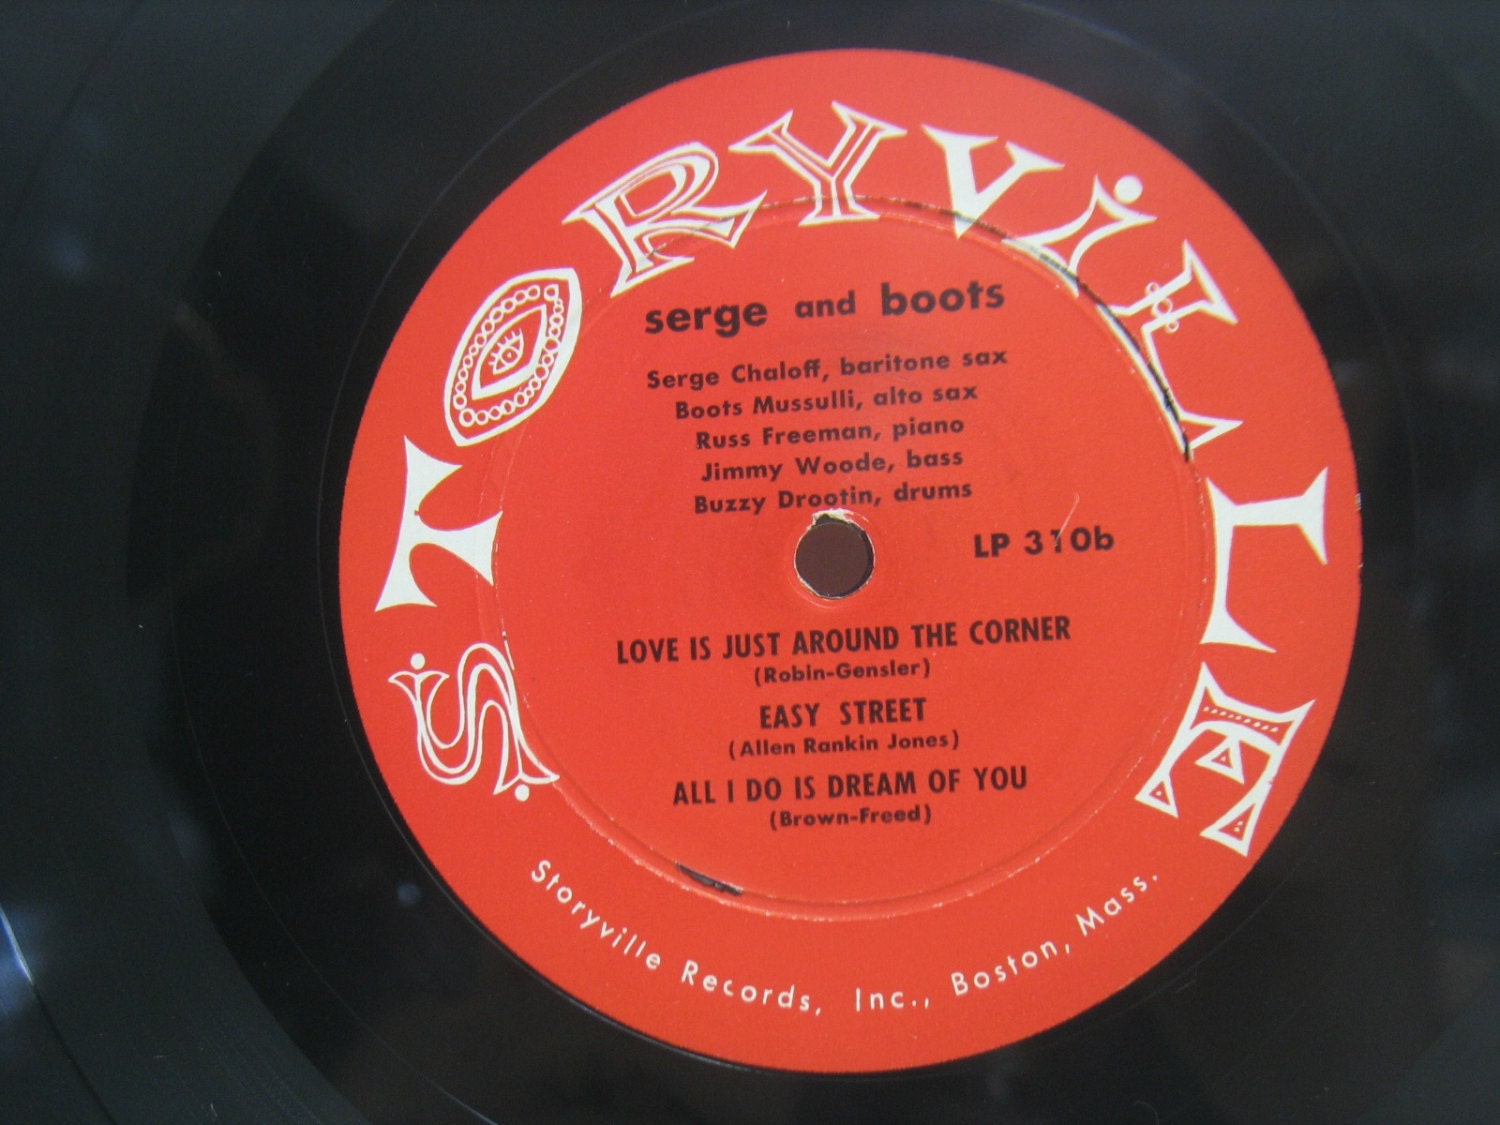 STORYViLLE
serge and boots
Serge Chaloff, baritone sax
Boots Mussulli, alto sax
Russ Freeman, piano
Jimmy Woode, bass
Buzzy Drootin, drums
LP 310b
LOVE IS JUST AROUND THE CORNER
(Robin-Gensler)
EASY STREET
(Allen Rankin Jones)
ALL I DO IS DREAM OF YOU
(Brown-Freed)
Storyville Records, Inc., Boston, Mass.